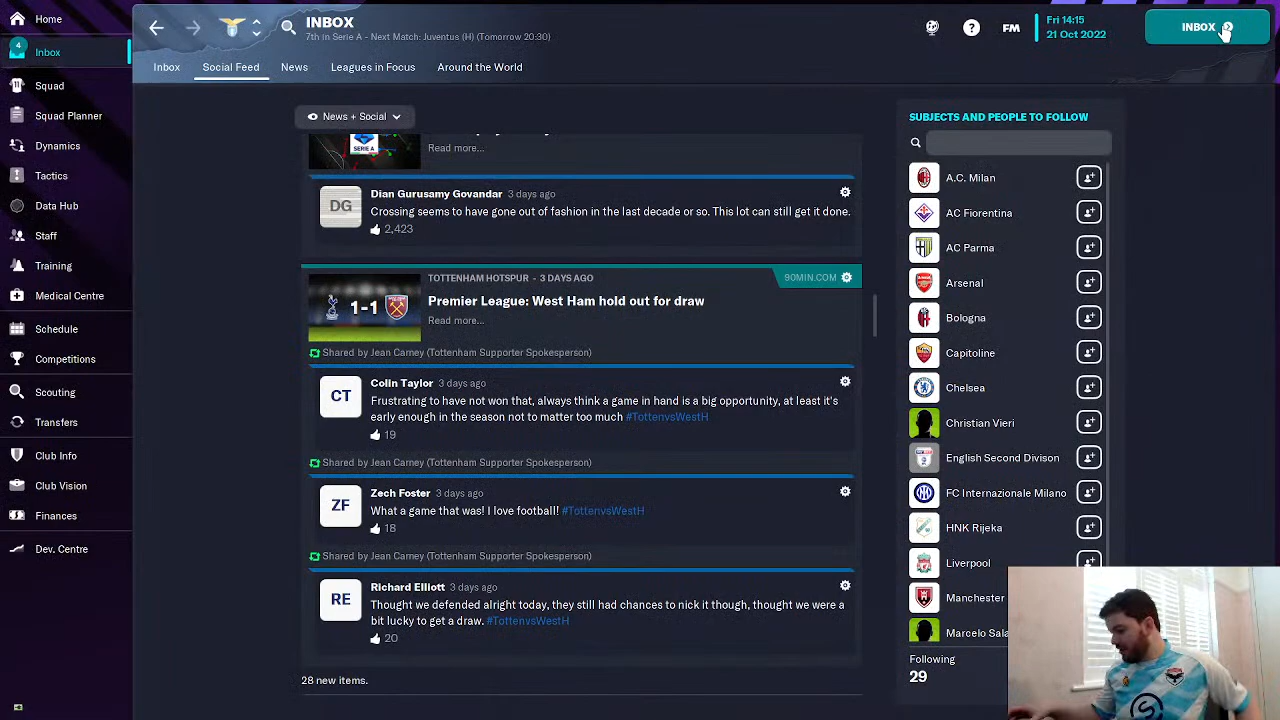 Home
4
Inbox
11
Squad
Squad Planner
Dynamics
Tactics
Data Hub
Staff
Training
Medical Centre
Schedule
Competitions
Scouting
Transfers
Club Info
Club Vision
Finances
Dev Centre
INBOX
7th in Serie A - Next Match: Juventus (H) (Tomorrow 20:30)
?
FM
Fri 14:15
21 Oct 2022
INBOX
Inbox
Social Feed
News
Leagues in Focus
Around the World
News + Social
SERIE A
Read more...
DG
Dian Gurusamy Govandar 3 days ago
Crossing seems to have gone out of fashion in the last decade or so. This lot can still get it done.
2,423
TOTTENHAM HOTSPUR - 3 DAYS AGO
90MIN.COM
1-1
Premier League: West Ham hold out for draw
Read more...
Shared by Jean Carney (Tottenham Supporter Spokesperson)
CT
Colin Taylor 3 days ago
Frustrating to have not won that, always think a game in hand is a big opportunity, at least it's
early enough in the season not to matter too much #TottenvsWestH
19
Shared by Jean Carney (Tottenham Supporter Spokesperson)
ZF
Zach Foster 3 days ago
What a game that was! I love football! #TottenvsWestH
18
Shared by Jean Carney (Tottenham Supporter Spokesperson)
RE
Richard Elliott 3 days ago
Thought we defended alright today, they still had chances to nick it though, thought we were a
bit lucky to get a draw. #TottenvsWestH
20
28 new items.
SUBJECTS AND PEOPLE TO FOLLOW
A.C. Milan
AC Fiorentina
AC Parma
Arsenal
Bologna
Capitoline
Chelsea
Christian Vieri
English Second Division
FC Internazionale Milano
HNK Rijeka
Liverpool
Manchester
Marcelo Sala
Following
29